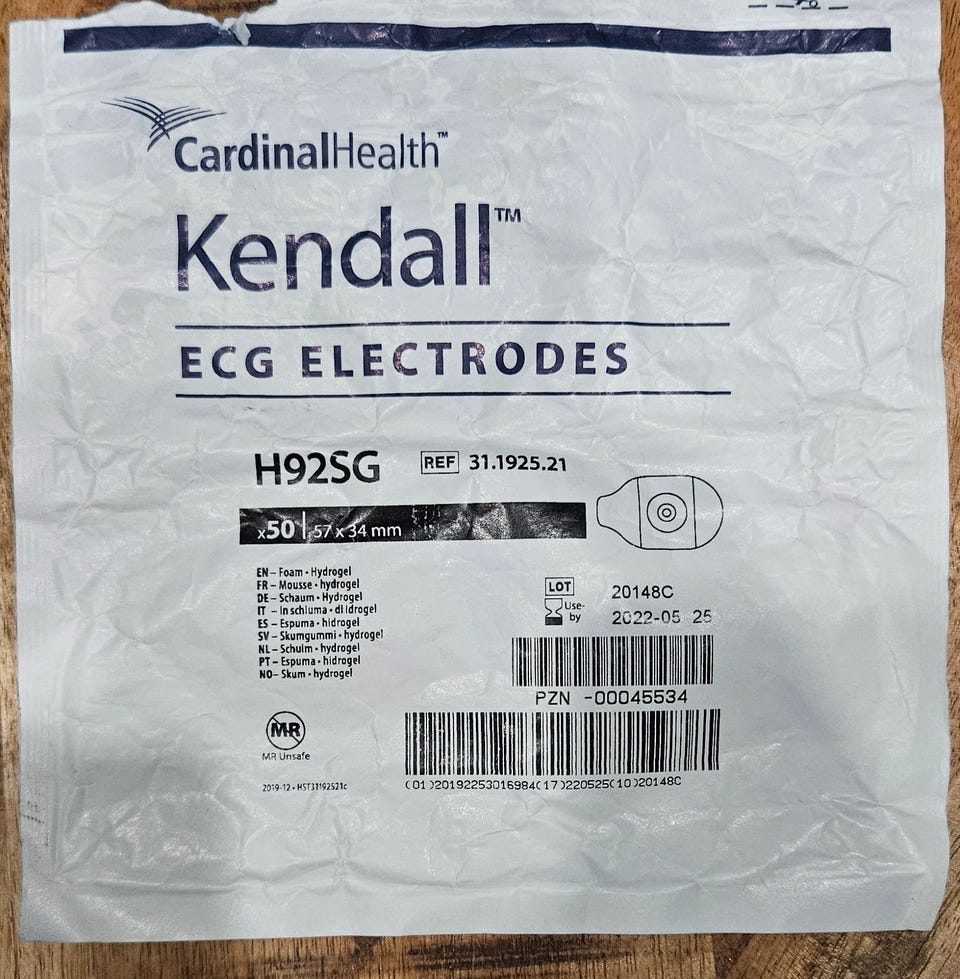 CardinalHealth™
Kendall™
ECG ELECTRODES
H92SG REF 31.1925.21
x50 57 x 34 mm
EN – Foam • Hydrogel
FR – Mousse • hydrogel
DE – Schaum • Hydrogel
IT – In schiuma • di idrogel
ES – Espuma • hidrogel
SV – Skumgummi • hydrogel
NL – Schuim • hydrogel
PT – Espuma • hidrogel
NO – Skum • hydrogel
LOT 20148C
Use-by 2022-05 25
PZN -00045534
MR
MR Unsafe
2019-12 • HST31192521c
(01)20192253016984(17)220525(10)20148C